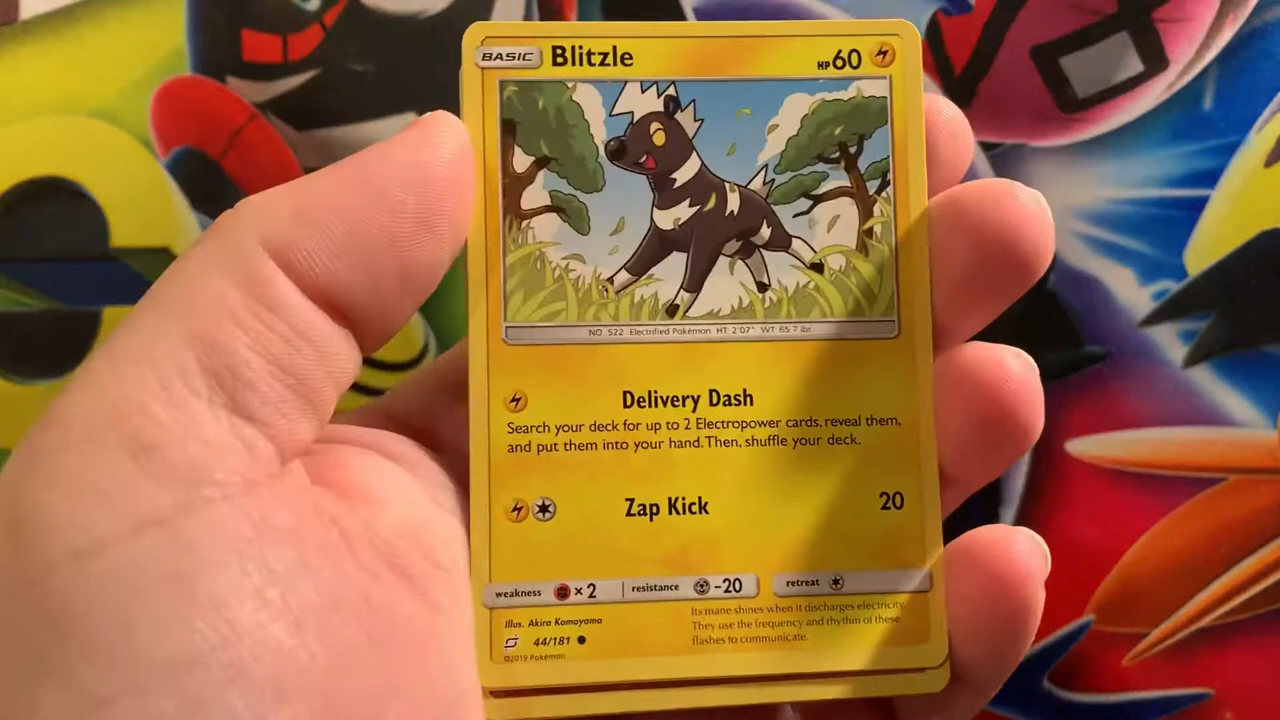 BASIC Blitzle HP 60
NO. 522 Electrified Pokémon HT: 2'07" WT: 65.7 lbs.
Delivery Dash
Search your deck for up to 2 Electropower cards, reveal them,
and put them into your hand. Then, shuffle your deck.
Zap Kick 20
weakness ×2 resistance -20 retreat
Its mane shines when it discharges electricity.
They use the frequency and rhythm of these
flashes to communicate.
Illus. Akira Komayama
44/181
©2019 Pokémon